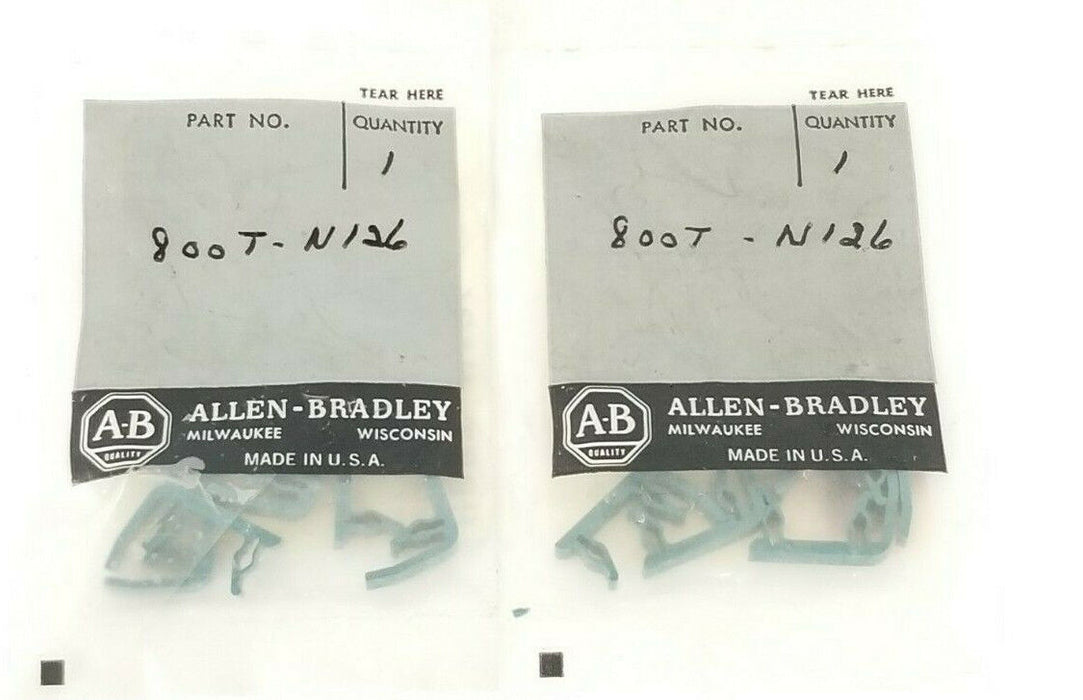 TEAR HERE
PART NO.
QUANTITY
1
800T-N126
A-B
QUALITY
ALLEN-BRADLEY
MILWAUKEE WISCONSIN
MADE IN U.S.A.
TEAR HERE
PART NO.
QUANTITY
1
800T - N126
A-B
QUALITY
ALLEN-BRADLEY
MILWAUKEE WISCONSIN
MADE IN U.S.A.